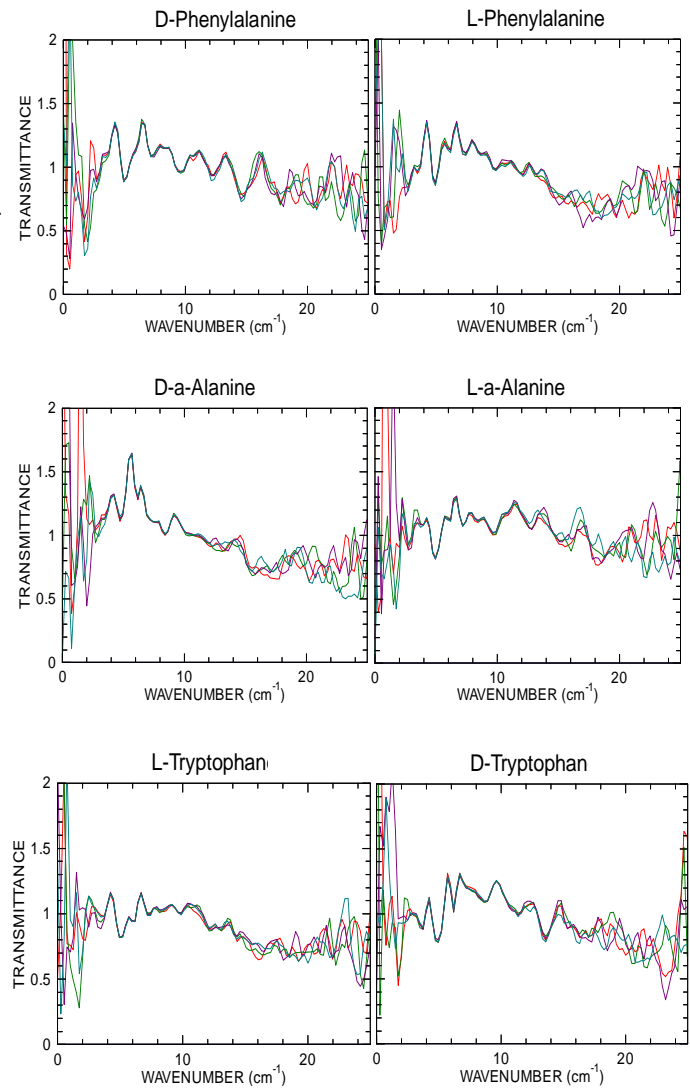 D-Phenylalanine
L-Phenylalanine
TRANSMITTANCE
2
1.5
1
0.5
0
0
10
20
WAVENUMBER (cm-1)
0
10
20
WAVENUMBER (cm-1)
D-a-Alanine
L-a-Alanine
TRANSMITTANCE
2
1.5
1
0.5
0
0
10
20
WAVENUMBER (cm-1)
0
10
20
WAVENUMBER (cm-1)
L-Tryptophan
D-Tryptophan
TRANSMITTANCE
2
1.5
1
0.5
0
0
10
20
WAVENUMBER (cm-1)
0
10
20
WAVENUMBER (cm-1)